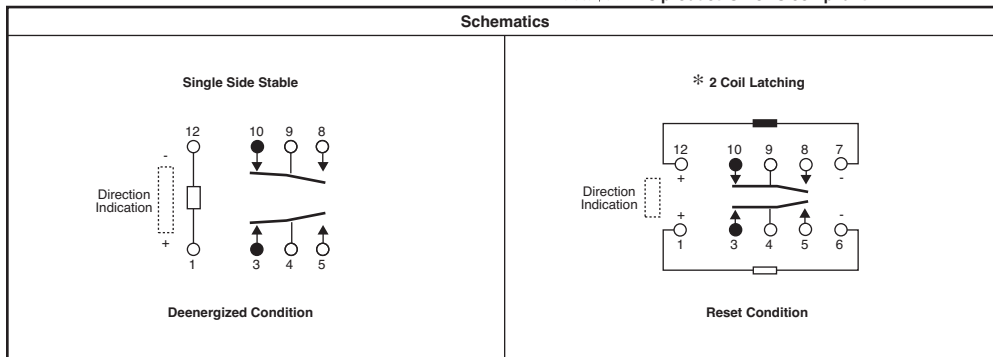 Schematics
Single Side Stable
12 10 9 8
-
Direction
Indication
+
1 3 4 5
Deenergized Condition
* 2 Coil Latching
12 10 9 8 7
+ -
Direction
Indication
+ -
1 3 4 5 6
Reset Condition